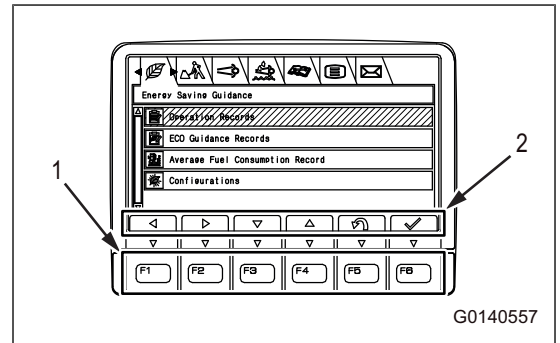 Energy Saving Guidance
Operation Records
ECO Guidance Records
Average Fuel Consumption Record
Configurations
1
2
F1 F2 F3 F4 F5 F6
G0140557